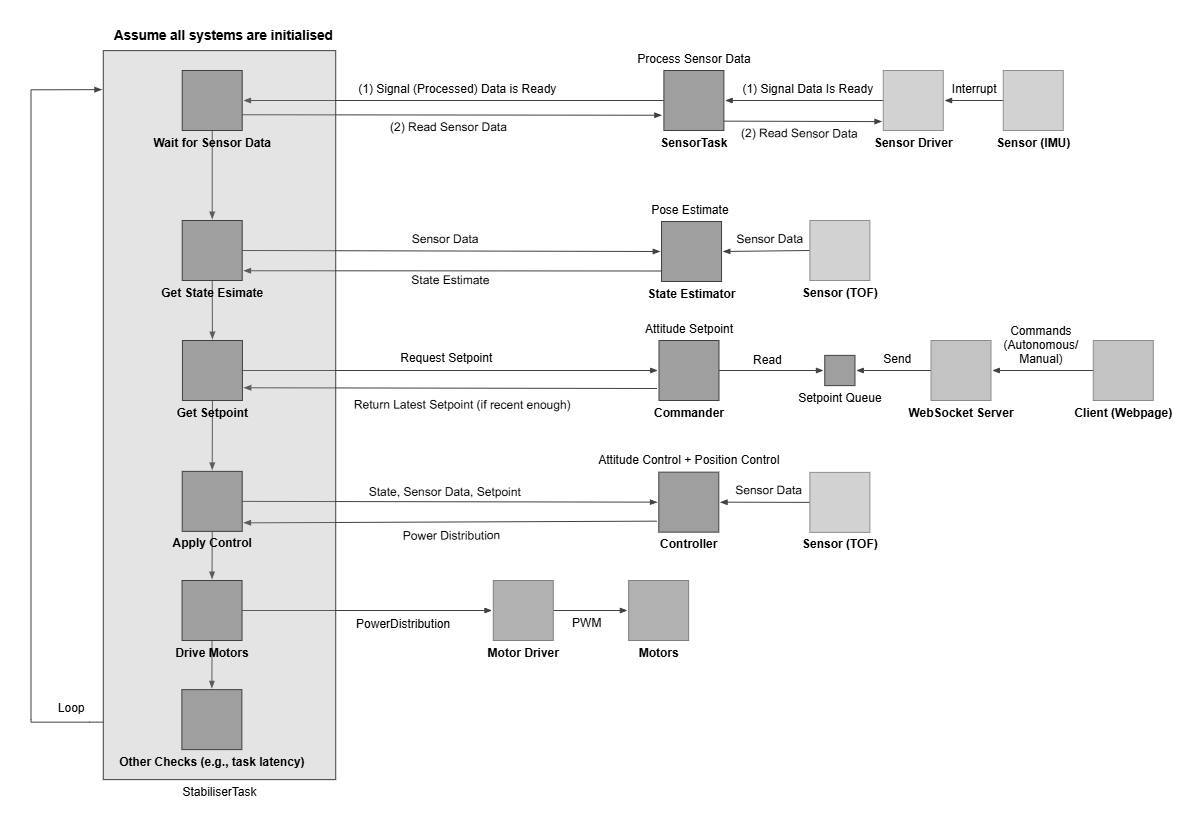 Assume all systems are initialised
Process Sensor Data
(1) Signal (Processed) Data is Ready
(1) Signal Data Is Ready
Interrupt
(2) Read Sensor Data
(2) Read Sensor Data
Wait for Sensor Data
SensorTask
Sensor Driver
Sensor (IMU)
Pose Estimate
Sensor Data
Sensor Data
State Estimate
Get State Esimate
State Estimator
Sensor (TOF)
Attitude Setpoint
Commands
(Autonomous/
Manual)
Request Setpoint
Read
Send
Return Latest Setpoint (if recent enough)
Setpoint Queue
Get Setpoint
Commander
WebSocket Server
Client (Webpage)
Attitude Control + Position Control
State, Sensor Data, Setpoint
Sensor Data
Power Distribution
Apply Control
Controller
Sensor (TOF)
PowerDistribution
PWM
Drive Motors
Motor Driver
Motors
Loop
Other Checks (e.g., task latency)
StabiliserTask